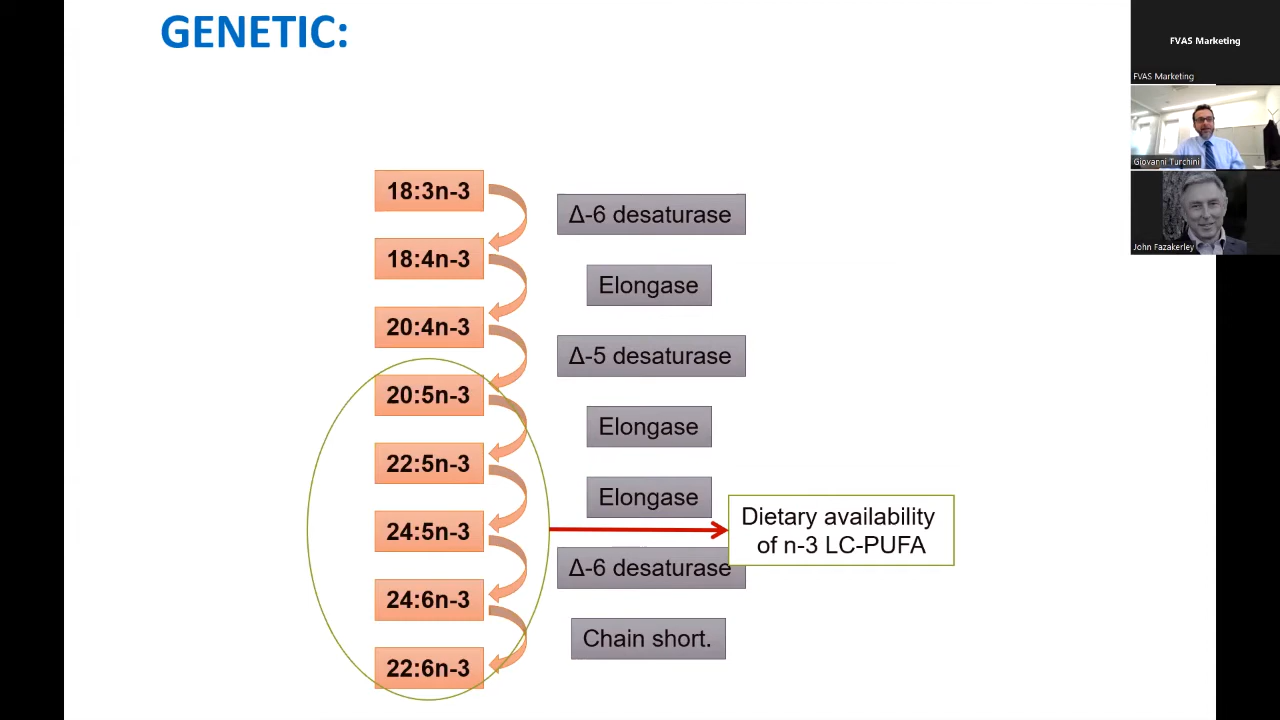 GENETIC:
18:3n-3
Δ-6 desaturase
18:4n-3
Elongase
20:4n-3
Δ-5 desaturase
20:5n-3
Elongase
22:5n-3
Elongase
24:5n-3
Δ-6 desaturase
24:6n-3
Chain short.
22:6n-3
Dietary availability
of n-3 LC-PUFA
FVAS Marketing
FVAS Marketing
Giovanni Turchini
John Fazakerley